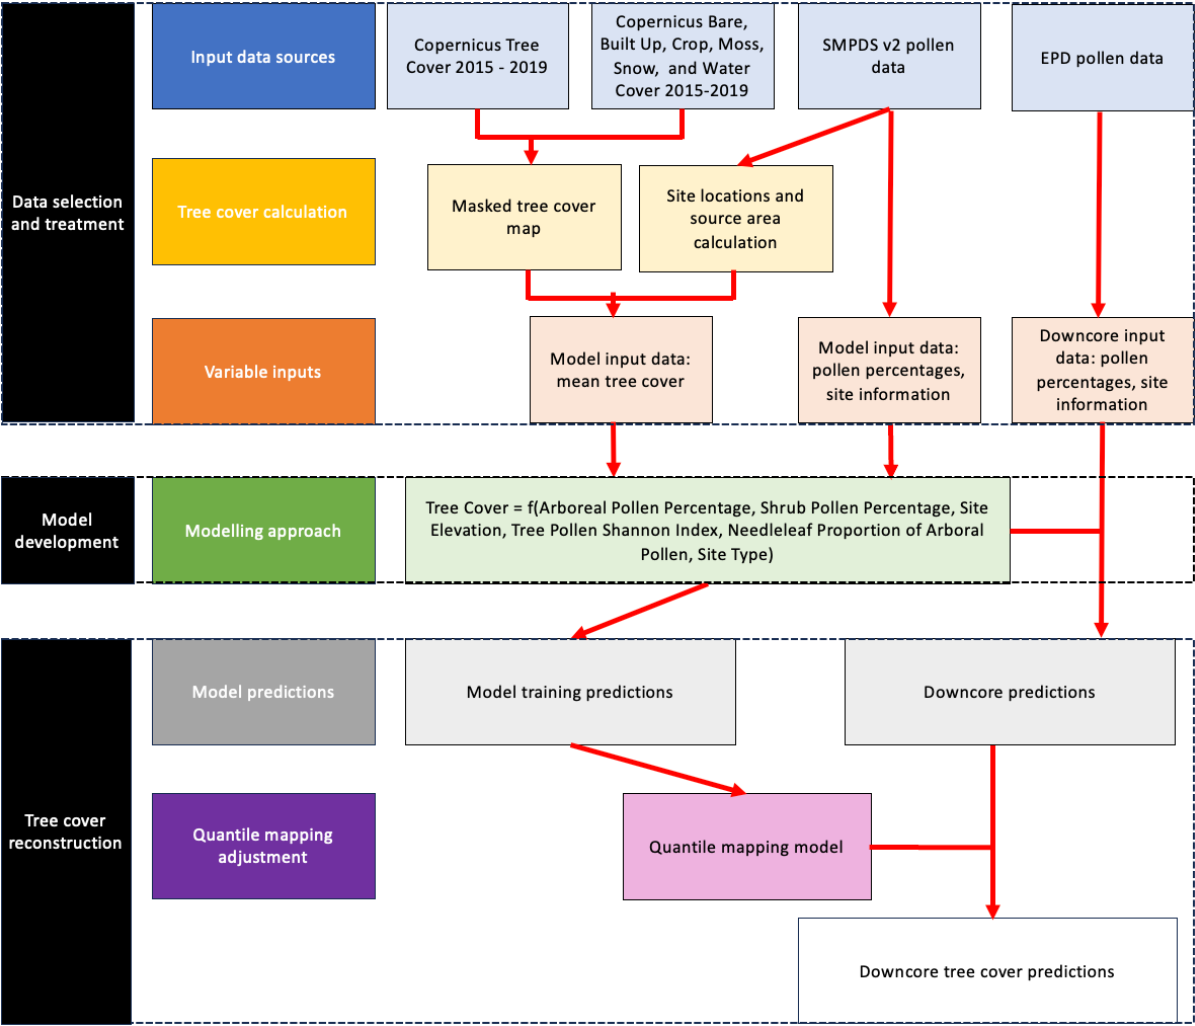 Data selection
and treatment
Input data sources
Copernicus Tree
Cover 2015 - 2019
Copernicus Bare,
Built Up, Crop, Moss,
Snow, and Water
Cover 2015-2019
SMPDS v2 pollen
data
EPD pollen data
Tree cover calculation
Masked tree cover
map
Site locations and
source area
calculation
Variable inputs
Model input data:
mean tree cover
Model input data:
pollen percentages,
site information
Downcore input
data: pollen
percentages, site
information
Model
development
Modelling approach
Tree Cover = f(Arboreal Pollen Percentage, Shrub Pollen Percentage, Site
Elevation, Tree Pollen Shannon Index, Needleleaf Proportion of Arboral
Pollen, Site Type)
Tree cover
reconstruction
Model predictions
Model training predictions
Downcore predictions
Quantile mapping
adjustment
Quantile mapping model
Downcore tree cover predictions